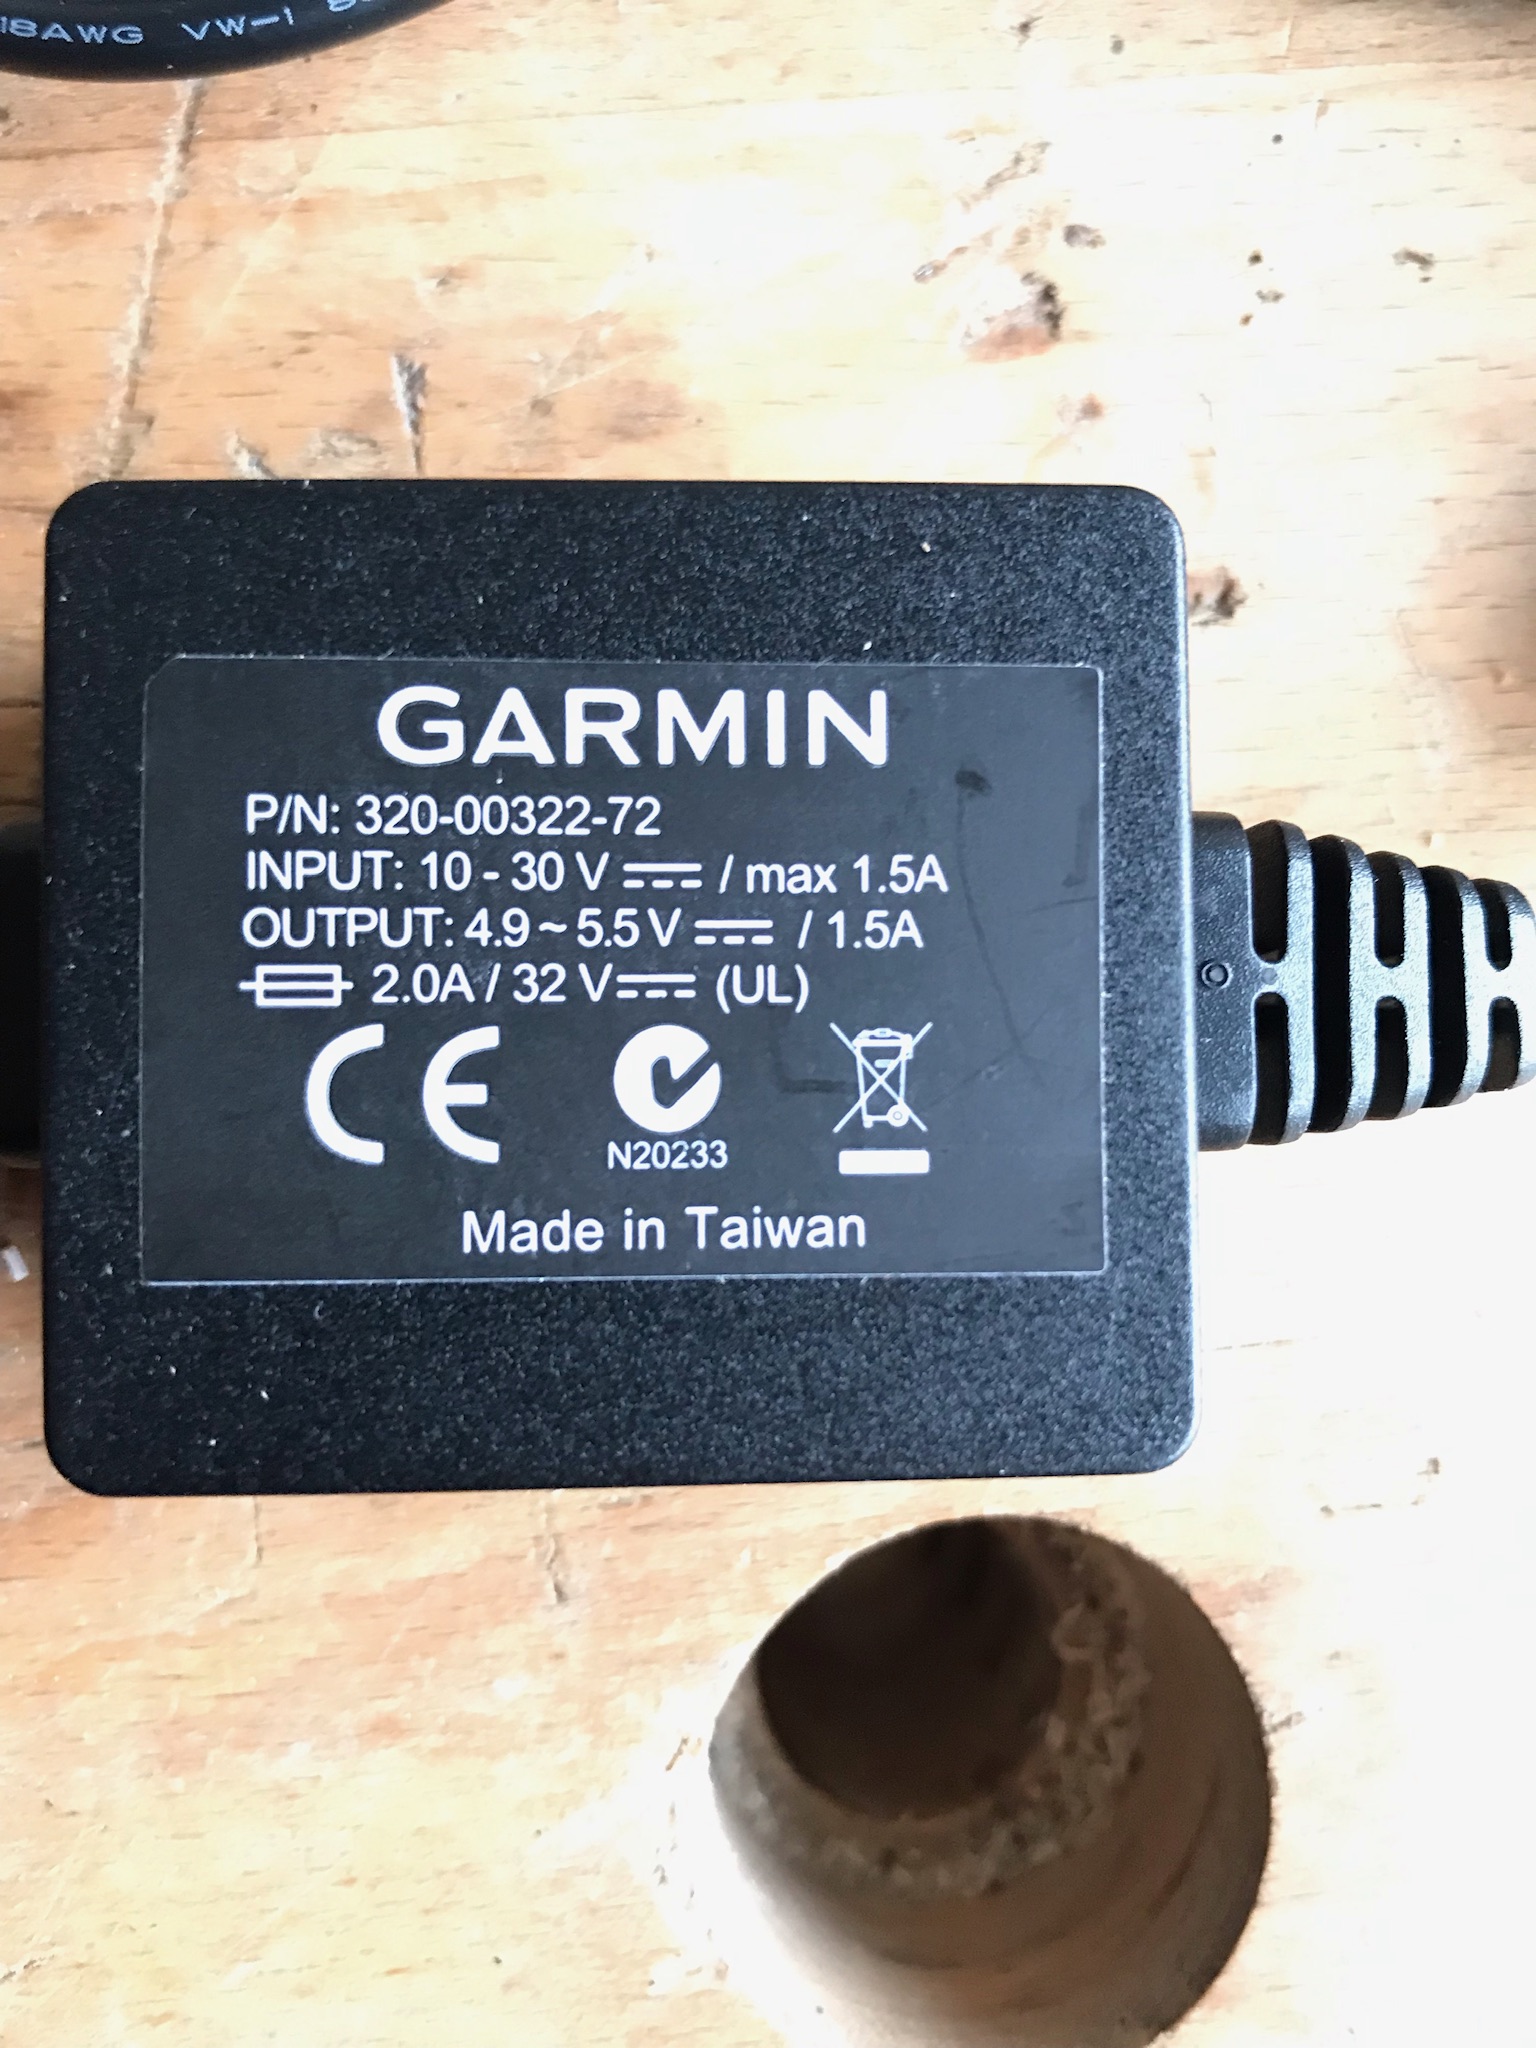 18AWG VW-1
GARMIN
P/N: 320-00322-72
INPUT: 10 - 30 V ⎓ / max 1.5A
OUTPUT: 4.9 ~ 5.5 V ⎓ / 1.5A
2.0A / 32 V ⎓ (UL)
CE
N20233
Made in Taiwan